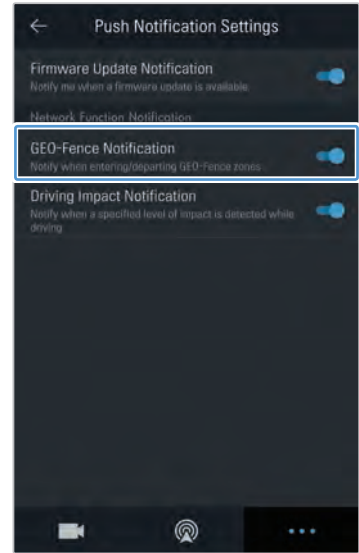 Push Notification Settings
Firmware Update Notification
Notify me when a firmware update is available.
Network Function Notification
GEO-Fence Notification
Notify when entering/departing GEO-Fence zones
Driving Impact Notification
Notify when a specified level of impact is detected while
driving